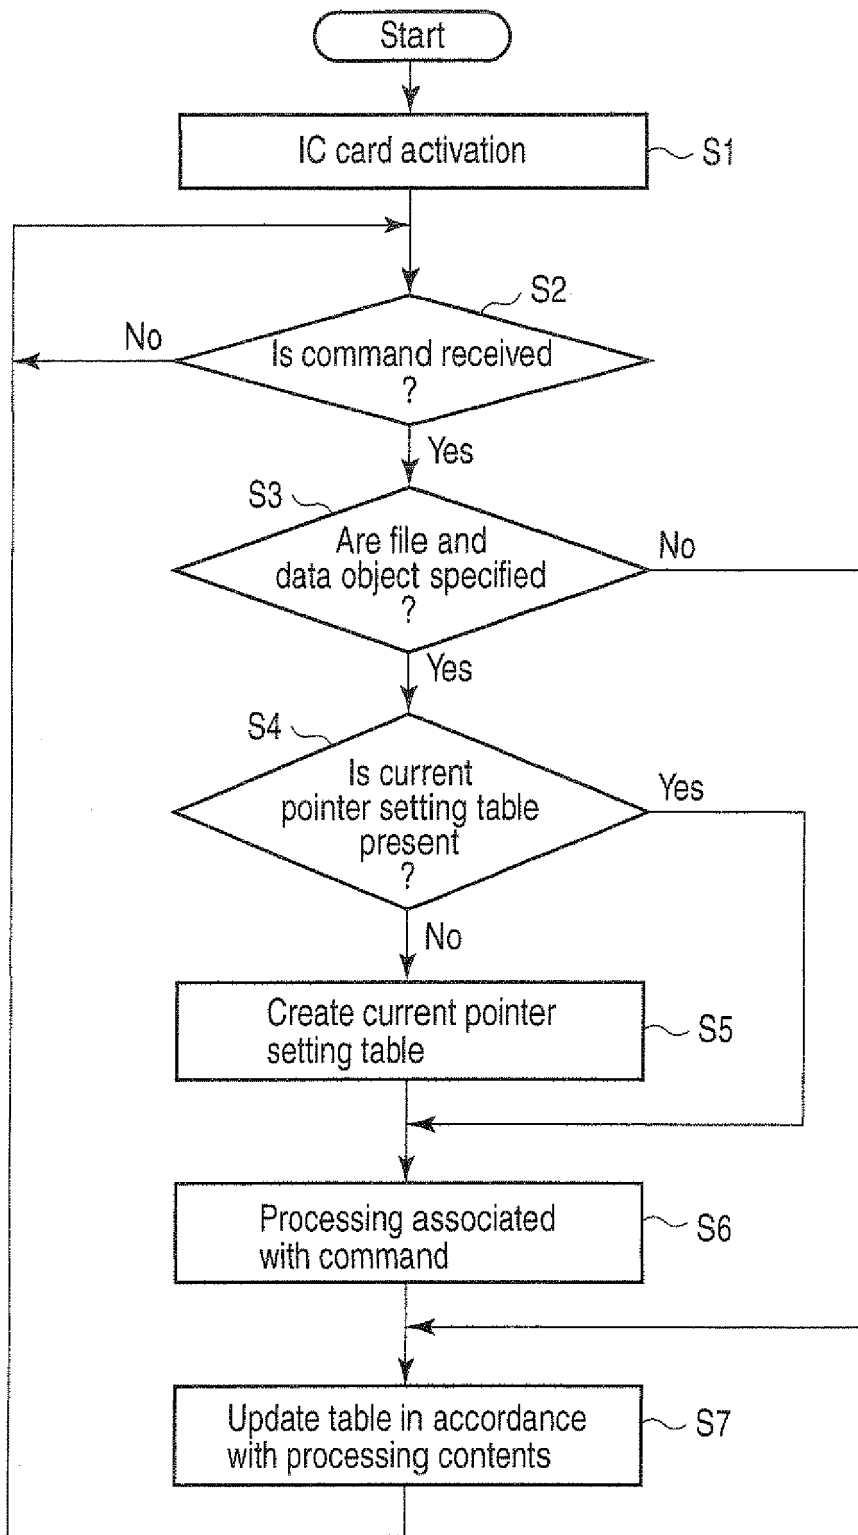 Start
IC card activation
S1
S2
No
Is command received
?
Yes
S3
Are file and
data object specified
?
No
Yes
S4
Is current
pointer setting table
present
?
Yes
No
Create current pointer
setting table
S5
Processing associated
with command
S6
Update table in accordance
with processing contents
S7